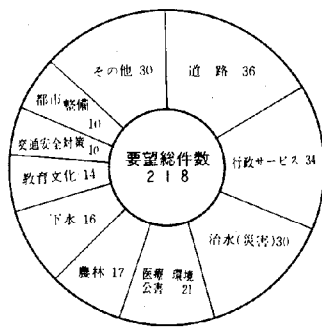 要望総件数
218
道路 36
行政サービス 34
治水(災害)30
医療 環境
公害 21
農林 17
下水 16
教育文化 14
交通安全対策 10
都市整備
10
その他 30